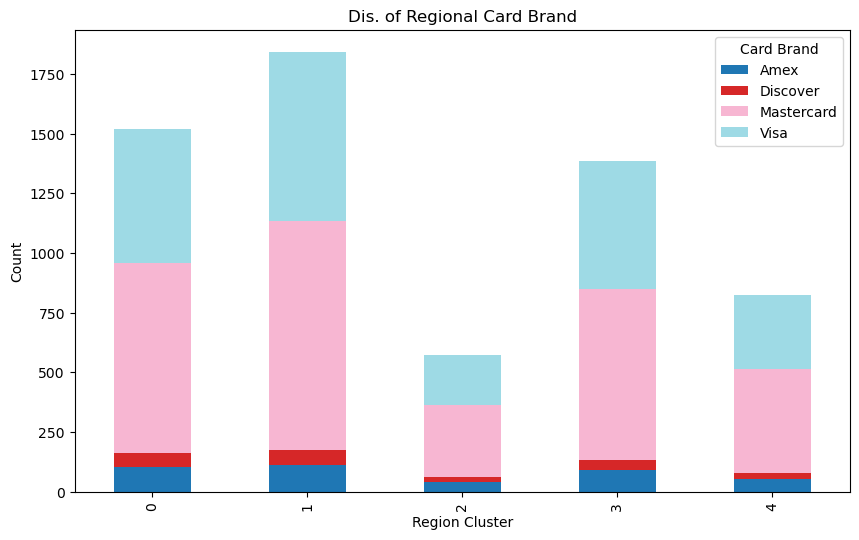 Dis. of Regional Card Brand
Card Brand
Amex
Discover
Mastercard
Visa
Count
1750
1500
1250
1000
750
500
250
0
0
1
2
3
4
Region Cluster